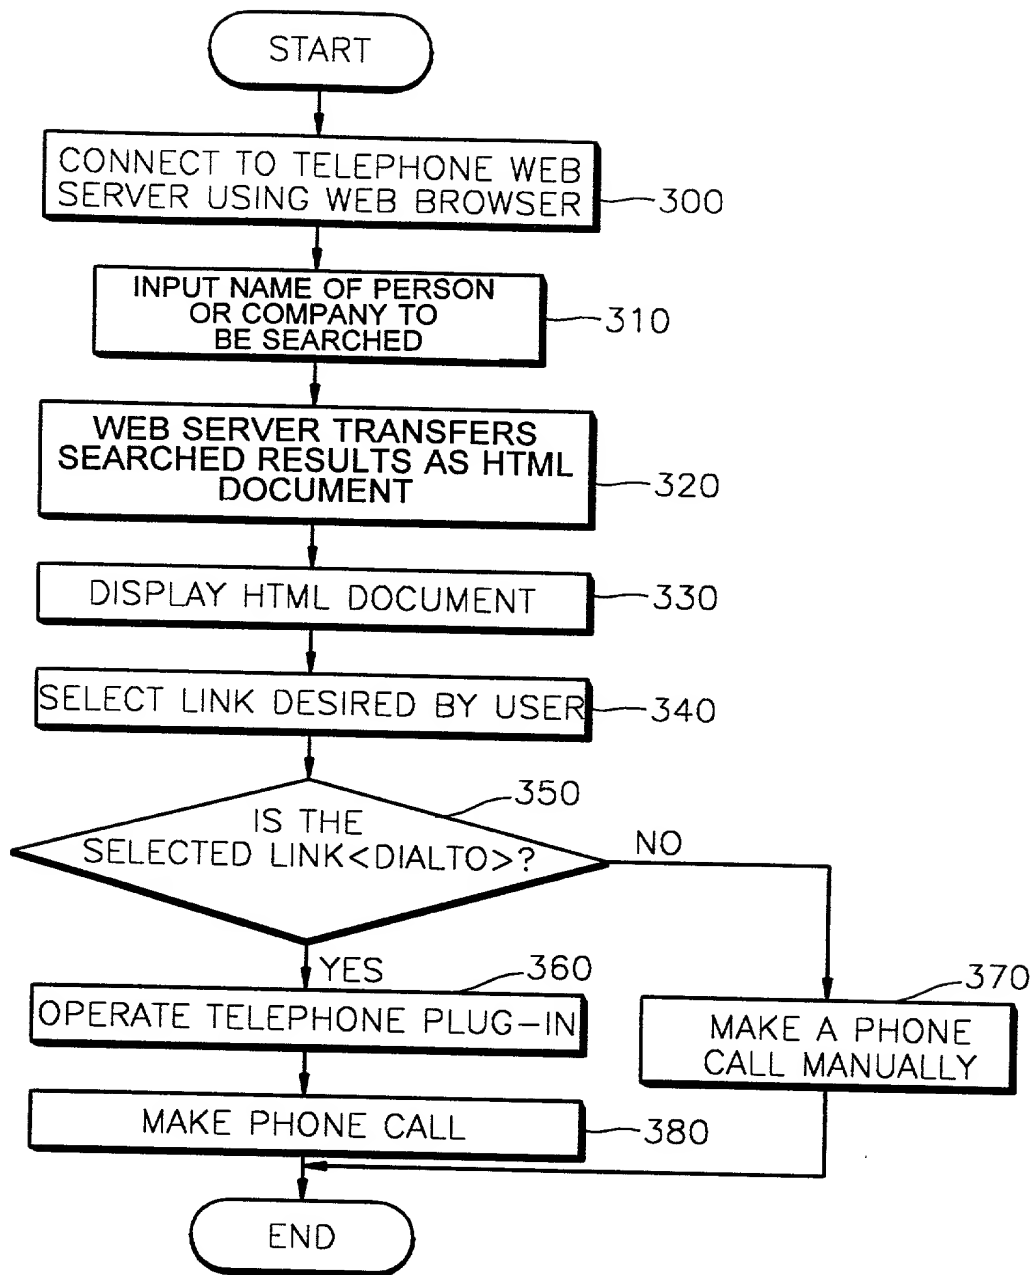 START
CONNECT TO TELEPHONE WEB
SERVER USING WEB BROWSER
300
INPUT NAME OF PERSON
OR COMPANY TO
BE SEARCHED
310
WEB SERVER TRANSFERS
SEARCHED RESULTS AS HTML
DOCUMENT
320
DISPLAY HTML DOCUMENT
330
SELECT LINK DESIRED BY USER
340
350
IS THE
SELECTED LINK<DIALTO>?
NO
YES
360
OPERATE TELEPHONE PLUG-IN
370
MAKE A PHONE
CALL MANUALLY
MAKE PHONE CALL
380
END